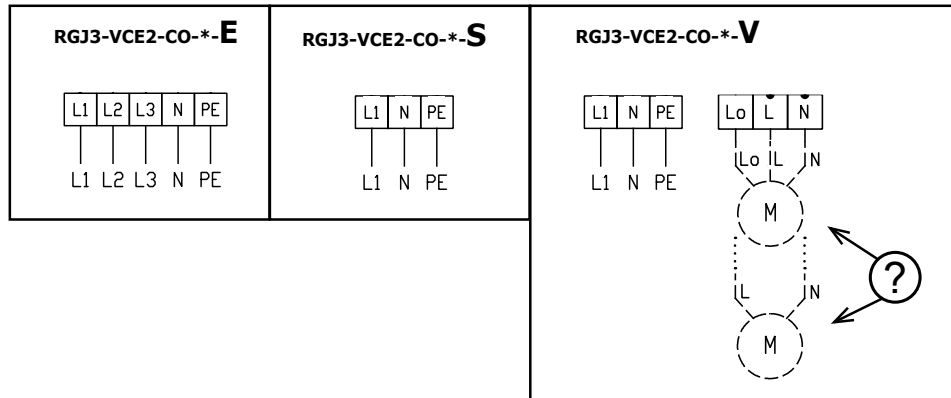 RGJ3-VCE2-CO-*-E
L1 L2 L3 N PE
L1 L2 L3 N PE
RGJ3-VCE2-CO-*-S
L1 N PE
L1 N PE
RGJ3-VCE2-CO-*-V
L1 N PE
L1 N PE
Lo L N
Lo L N
M
?
L N
M